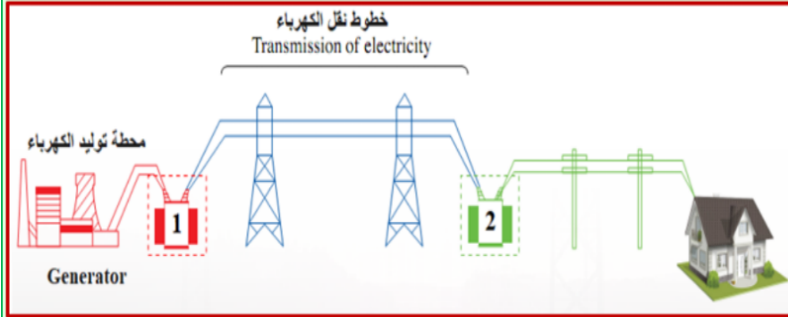 خطوط نقل الكهرباء
Transmission of electricity
محطة توليد الكهرباء
1
2
Generator